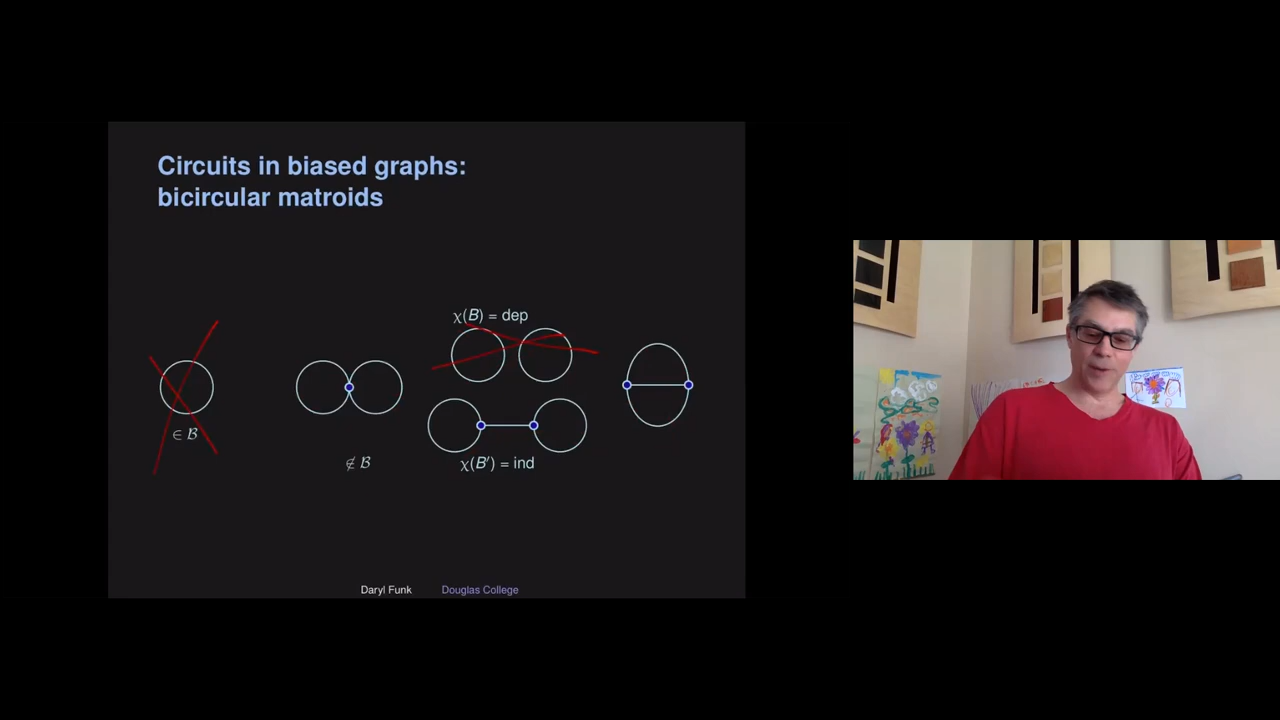 Circuits in biased graphs:
bicircular matroids
χ(B) = dep
∈ ℬ
∉ ℬ
χ(B′) = ind
Daryl Funk Douglas College